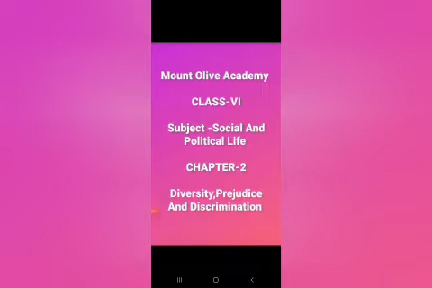 Mount Olive Academy
CLASS-VI
Subject -Social And
Political Life
CHAPTER-2
Diversity,Prejudice
And Discrimination